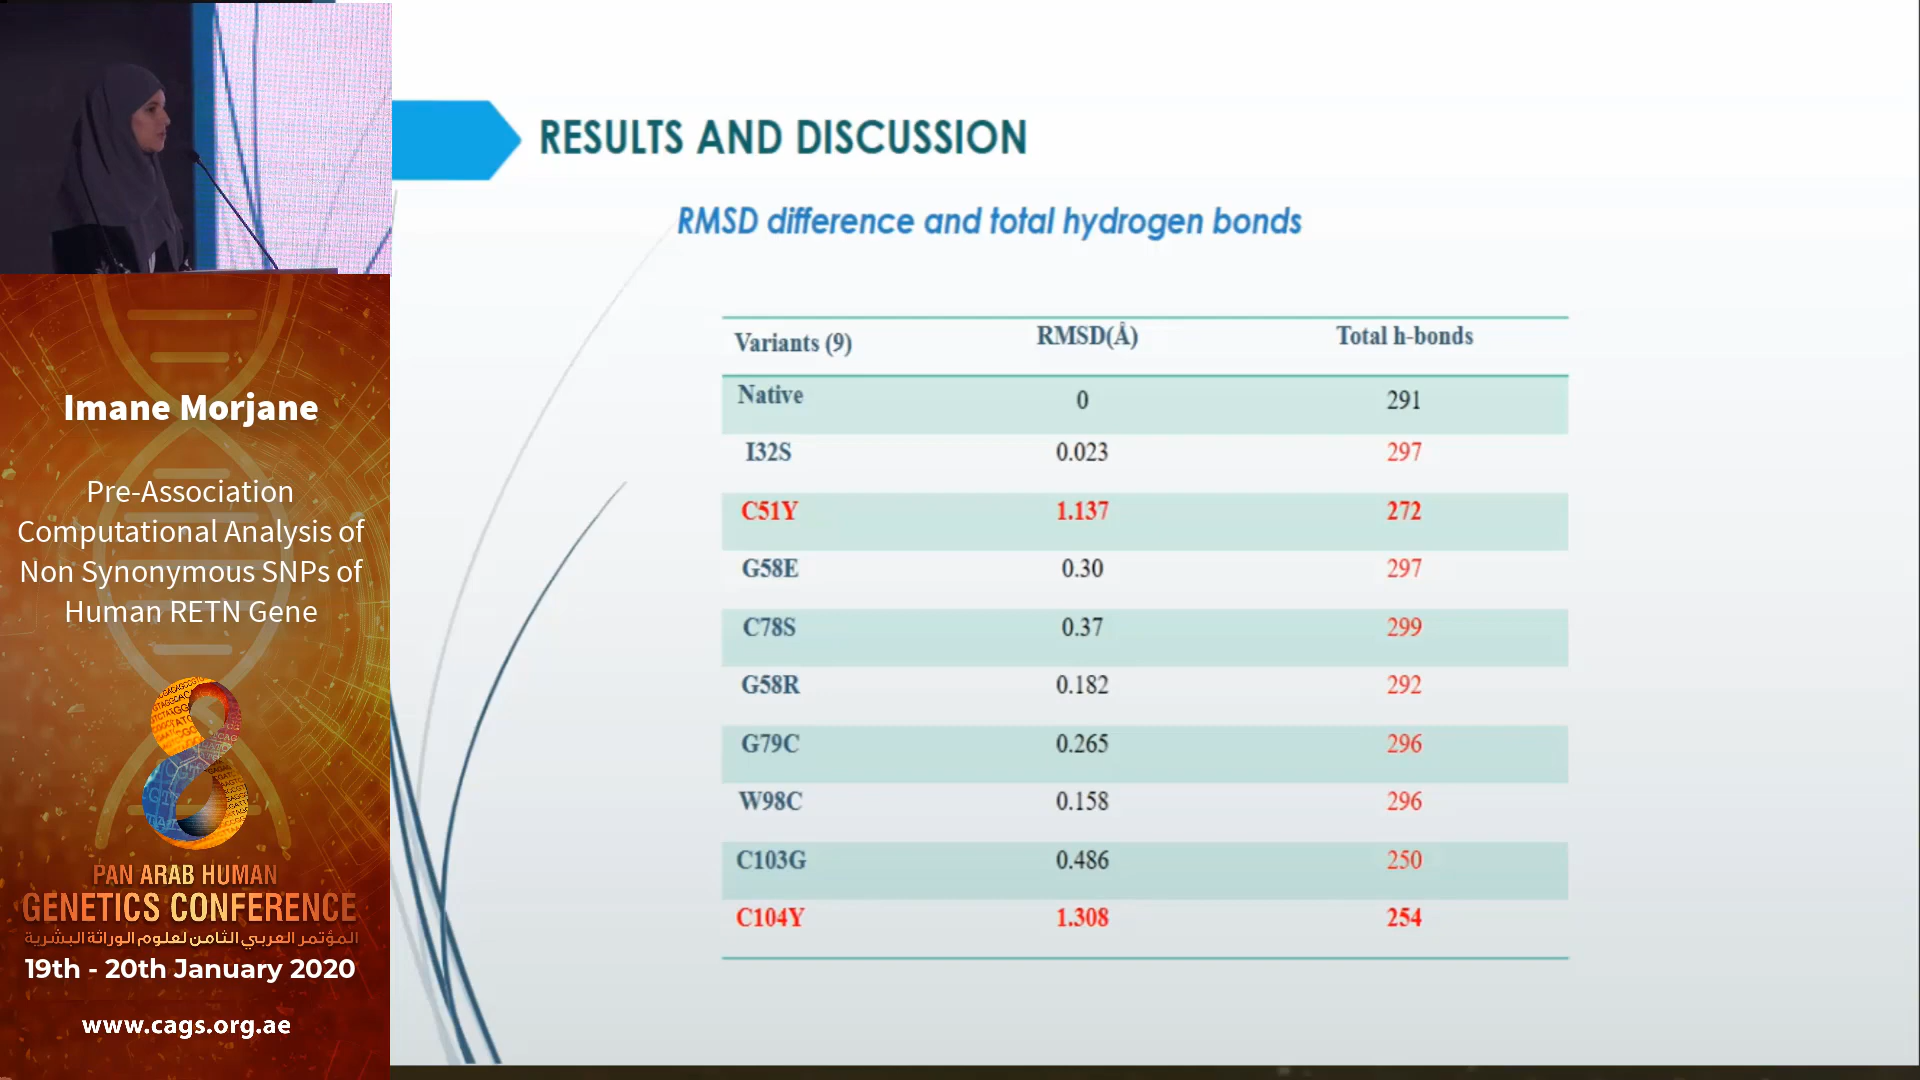 RESULTS AND DISCUSSION
RMSD difference and total hydrogen bonds
Variants (9) RMSD(Å) Total h-bonds
Native 0 291
I32S 0.023 297
C51Y 1.137 272
G58E 0.30 297
C78S 0.37 299
G58R 0.182 292
G79C 0.265 296
W98C 0.158 296
C103G 0.486 250
C104Y 1.308 254
Imane Morjane
Pre-Association
Computational Analysis of
Non Synonymous SNPs of
Human RETN Gene
PAN ARAB HUMAN
GENETICS CONFERENCE
المؤتمر العربي الثامن لعلوم الوراثة البشرية
19th - 20th January 2020
www.cags.org.ae